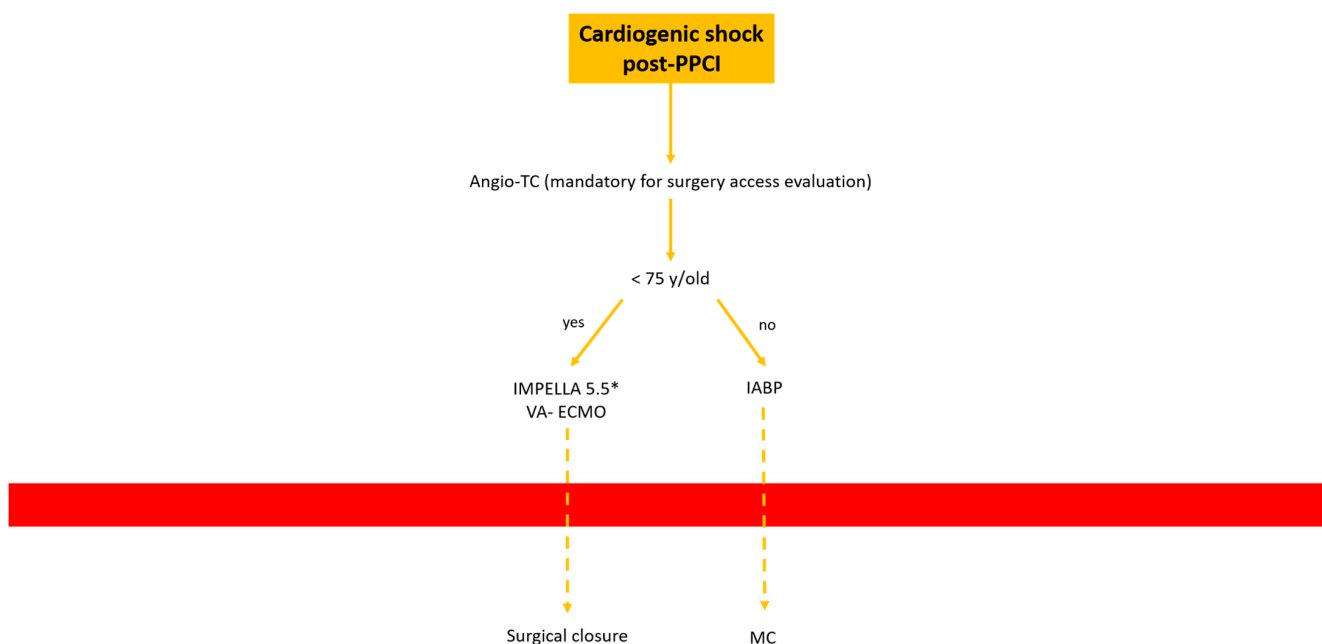 Cardiogenic shock
post-PPCI
Angio-TC (mandatory for surgery access evaluation)
< 75 y/old
yes
no
IMPELLA 5.5*
VA- ECMO
IABP
Surgical closure
MC